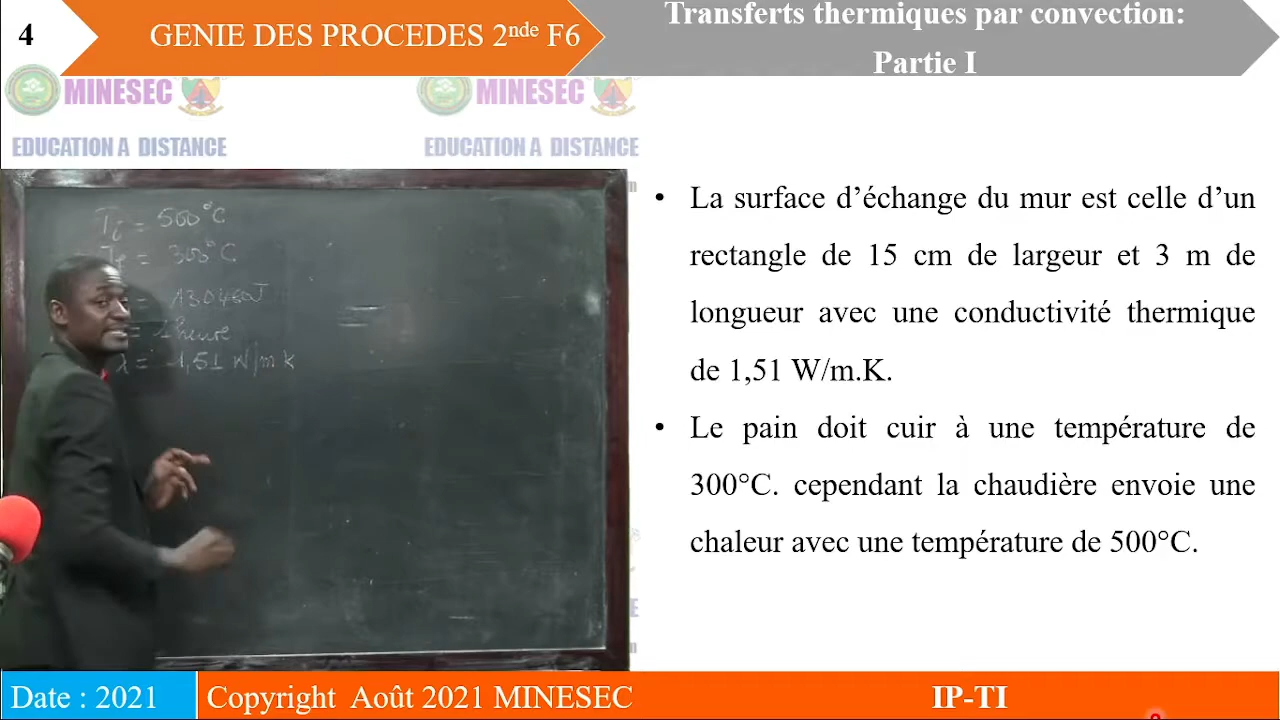 4
GENIE DES PROCEDES 2nde F6
Transferts thermiques par convection:
Partie I
MINESEC
MINESEC
EDUCATION A DISTANCE
EDUCATION A DISTANCE
Ti = 500°C
= 300°C
=
= 1 heure
λ = 1,51 W/m k
• La surface d’échange du mur est celle d’un
rectangle de 15 cm de largeur et 3 m de
longueur avec une conductivité thermique
de 1,51 W/m.K.
• Le pain doit cuir à une température de
300°C. cependant la chaudière envoie une
chaleur avec une température de 500°C.
Date : 2021
Copyright Août 2021 MINESEC
IP-TI